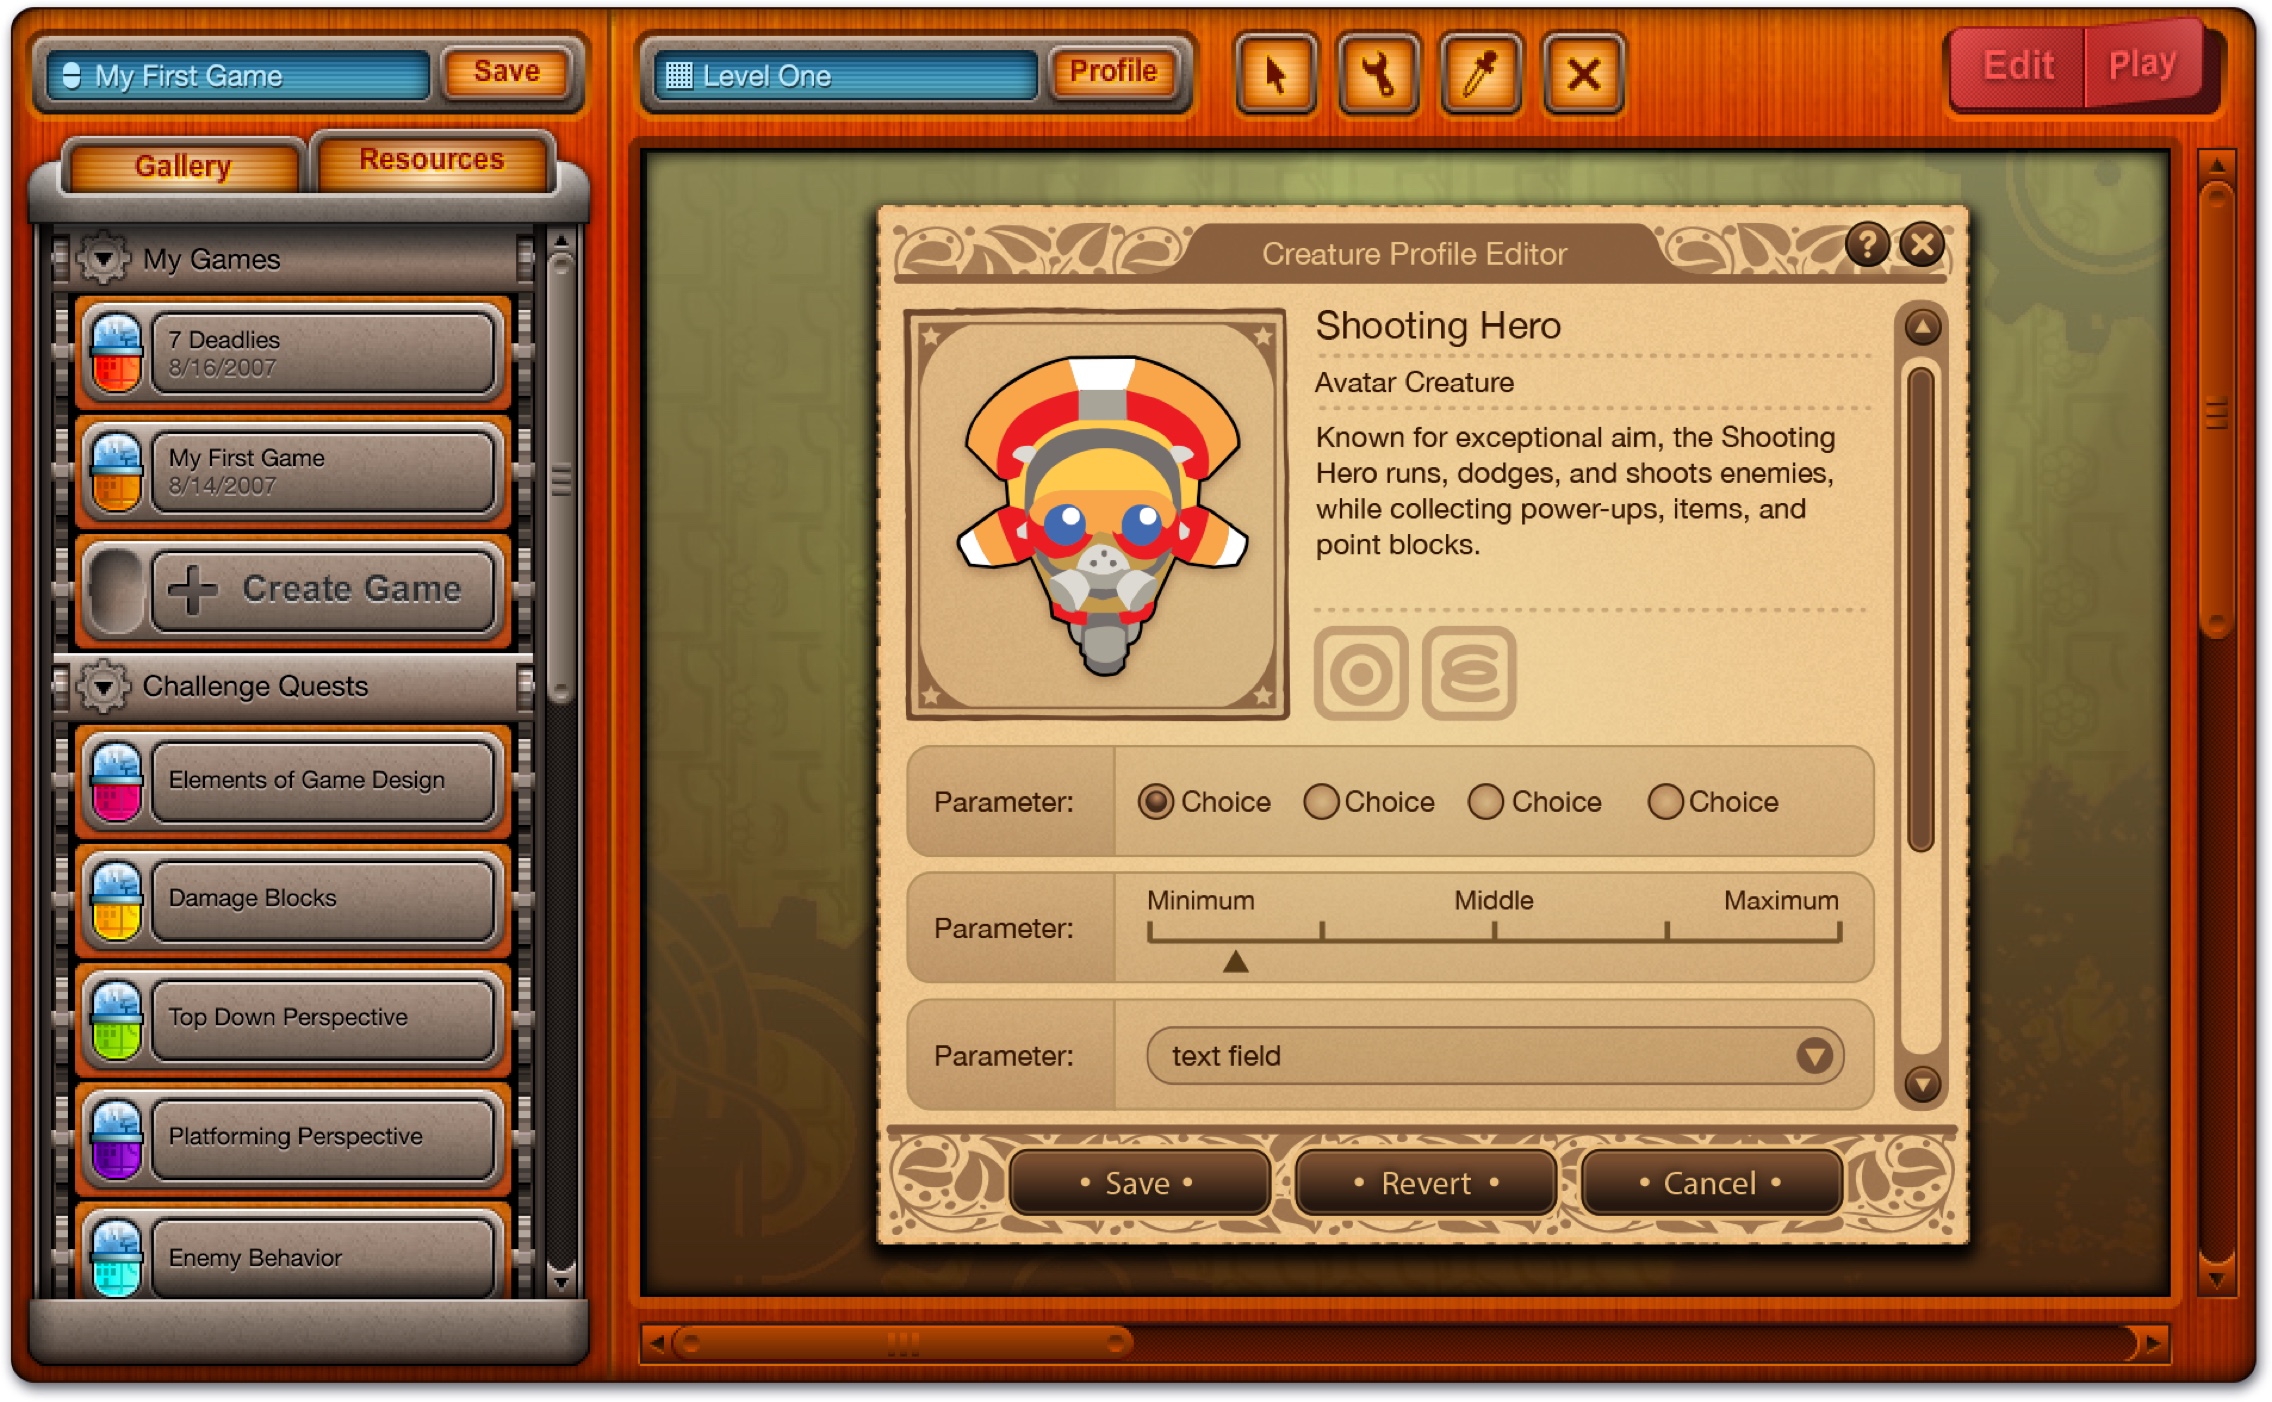 My First Game
Save
Level One
Profile
Edit
Play
Gallery
Resources
My Games
7 Deadlies
8/16/2007
My First Game
8/14/2007
Create Game
Challenge Quests
Elements of Game Design
Damage Blocks
Top Down Perspective
Platforming Perspective
Enemy Behavior
Creature Profile Editor
?
Shooting Hero
Avatar Creature
Known for exceptional aim, the Shooting
Hero runs, dodges, and shoots enemies,
while collecting power-ups, items, and
point blocks.
Parameter: Choice Choice Choice Choice
Minimum Middle Maximum
Parameter:
Parameter: text field
• Save •
• Revert •
• Cancel •